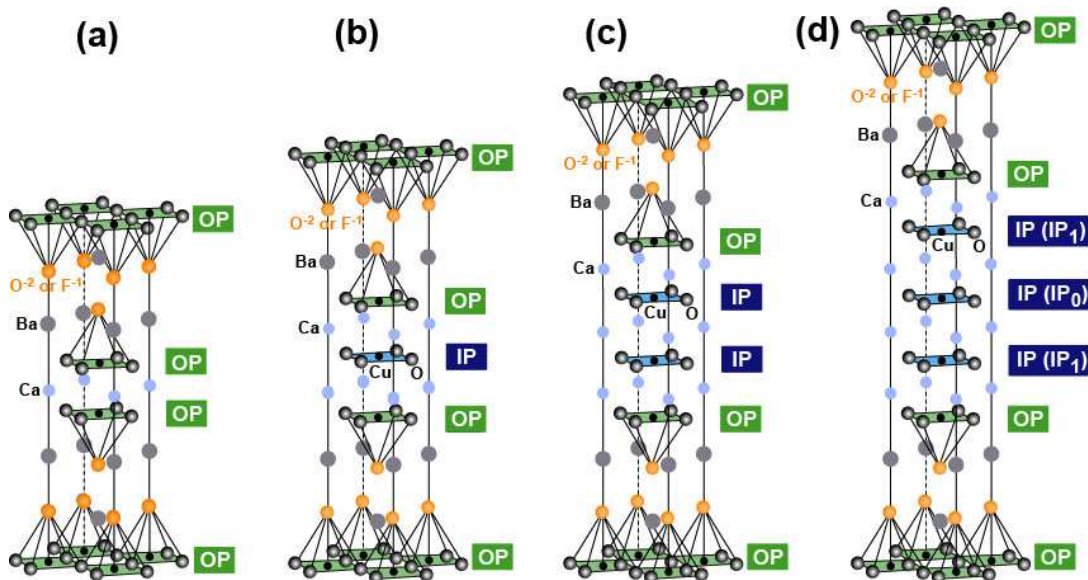 (a)
OP
O⁻² or F⁻¹
Ba
OP
Ca
OP
OP
(b)
OP
O⁻² or F⁻¹
Ba
OP
Ca
IP
Cu
O
OP
OP
(c)
OP
O⁻² or F⁻¹
Ba
OP
Ca
IP
Cu
O
IP
OP
OP
(d)
OP
O⁻² or F⁻¹
Ba
OP
Ca
IP (IP₁)
Cu
O
IP (IP₀)
IP (IP₁)
OP
OP